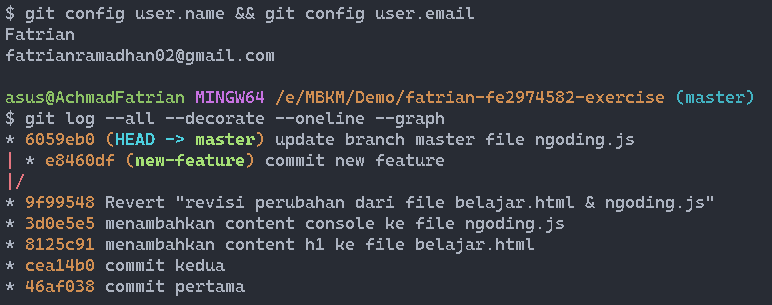 $ git config user.name && git config user.email
Fatrian
fatrianramadhan02@gmail.com
asus@AchmadFatrian MINGW64 /e/MBKM/Demo/fatrian-fe2974582-exercise (master)
$ git log --all --decorate --oneline --graph
* 6059eb0 (HEAD -> master) update branch master file ngoding.js
| * e8460df (new-feature) commit new feature
|/
* 9f99548 Revert "revisi perubahan dari file belajar.html & ngoding.js"
* 3d0e5e5 menambahkan content console ke file ngoding.js
* 8125c91 menambahkan content h1 ke file belajar.html
* cea14b0 commit kedua
* 46af038 commit pertama